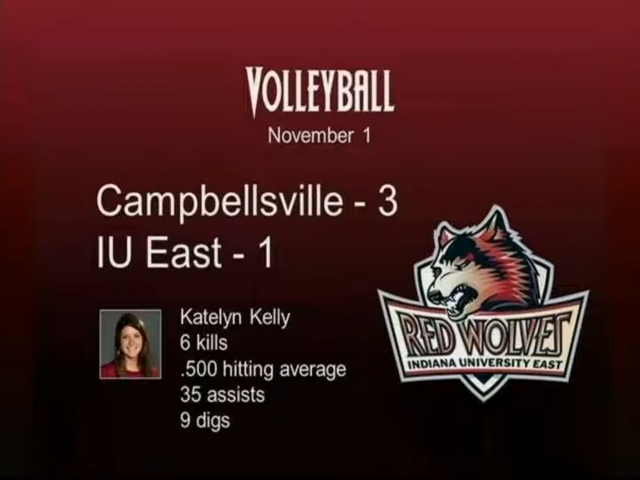 VOLLEYBALL
November 1
Campbellsville - 3
IU East - 1
Katelyn Kelly
6 kills
.500 hitting average
35 assists
9 digs
RED WOLVES
INDIANA UNIVERSITY EAST